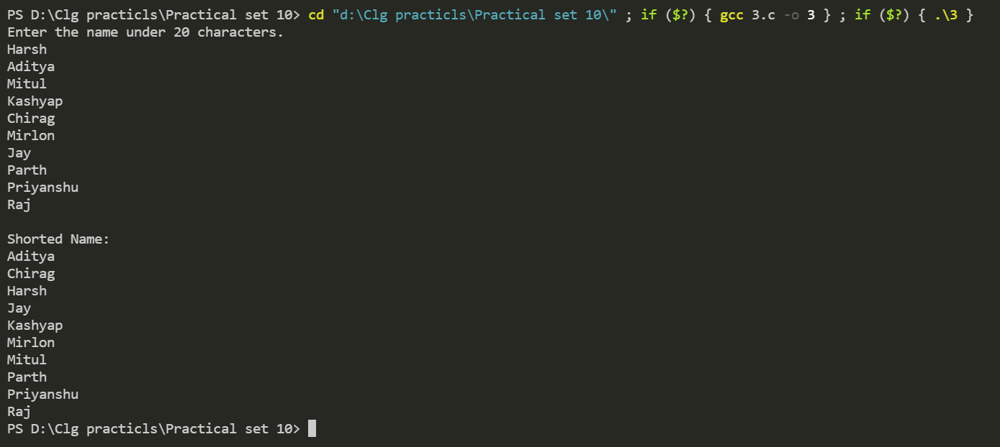 PS D:\Clg practicls\Practical set 10> cd "d:\Clg practicls\Practical set 10\" ; if ($?) { gcc 3.c -o 3 } ; if ($?) { .\3 }
Enter the name under 20 characters.
Harsh
Aditya
Mitul
Kashyap
Chirag
Mirlon
Jay
Parth
Priyanshu
Raj

Shorted Name:
Aditya
Chirag
Harsh
Jay
Kashyap
Mirlon
Mitul
Parth
Priyanshu
Raj
PS D:\Clg practicls\Practical set 10>